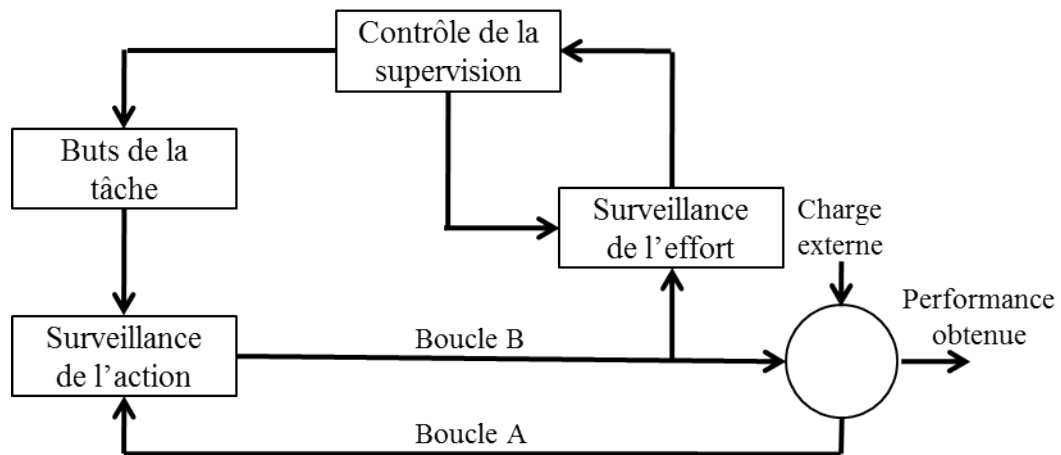 Contrôle de la
supervision
Buts de la
tâche
Surveillance
de l’effort
Charge
externe
Performance
obtenue
Surveillance
de l’action
Boucle B
Boucle A